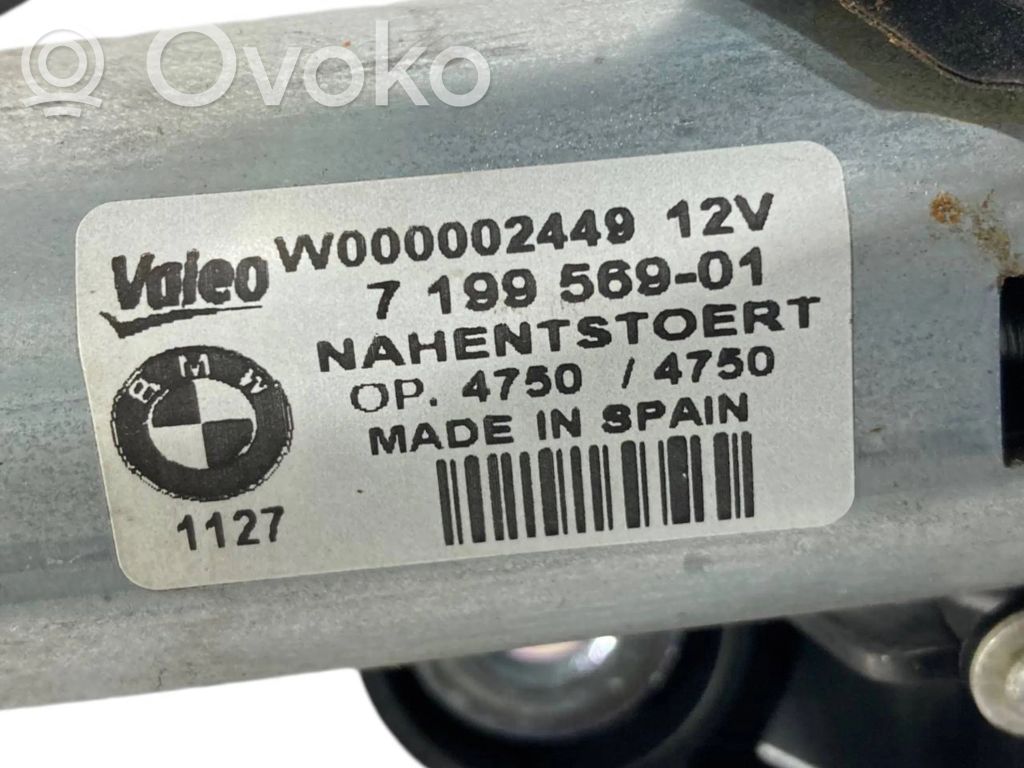 Ovoko
Valeo W000002449 12V
7 199 569-01
NAHENTSTOERT
OP. 4750 / 4750
MADE IN SPAIN
BMW
1127